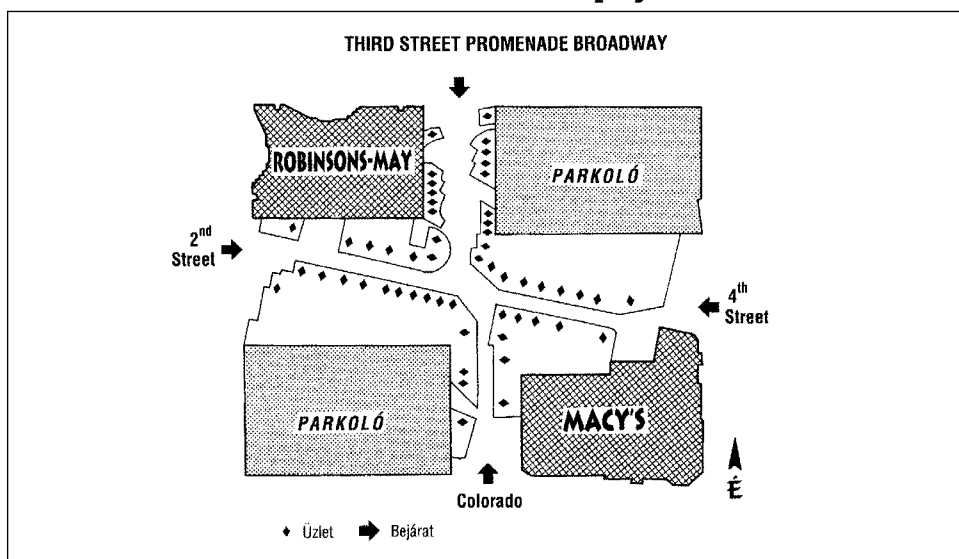 THIRD STREET PROMENADE BROADWAY
ROBINSONS-MAY
PARKOLÓ
2nd
Street
4th
Street
PARKOLÓ
MACY'S
Colorado
É
Üzlet
Bejárat